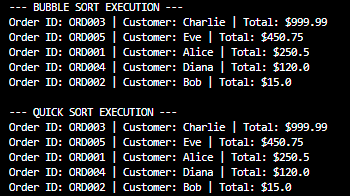 --- BUBBLE SORT EXECUTION ---
Order ID: ORD003 | Customer: Charlie | Total: $999.99
Order ID: ORD005 | Customer: Eve | Total: $450.75
Order ID: ORD001 | Customer: Alice | Total: $250.5
Order ID: ORD004 | Customer: Diana | Total: $120.0
Order ID: ORD002 | Customer: Bob | Total: $15.0
--- QUICK SORT EXECUTION ---
Order ID: ORD003 | Customer: Charlie | Total: $999.99
Order ID: ORD005 | Customer: Eve | Total: $450.75
Order ID: ORD001 | Customer: Alice | Total: $250.5
Order ID: ORD004 | Customer: Diana | Total: $120.0
Order ID: ORD002 | Customer: Bob | Total: $15.0